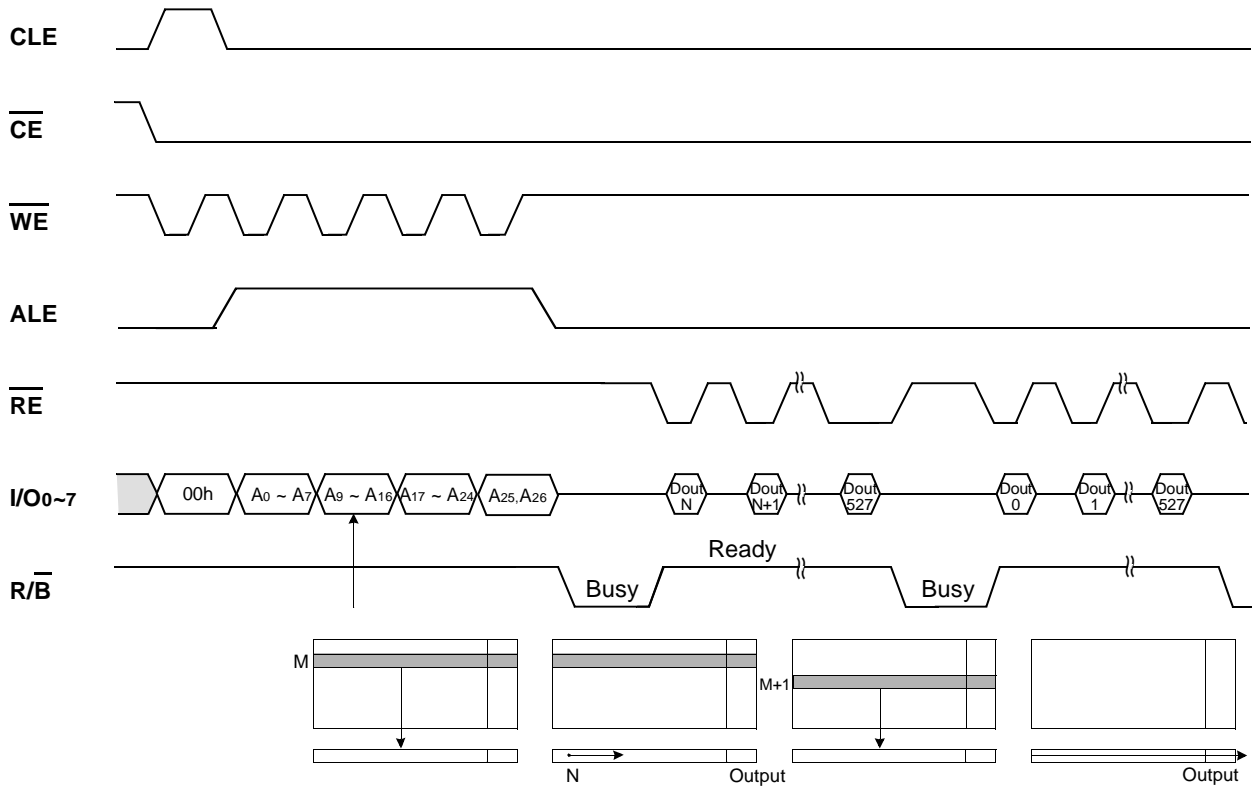 CLE
CE
WE
ALE
RE
I/O0~7
00h
A0 ~ A7
A9 ~ A16
A17 ~ A24
A25,A26
Dout
N
Dout
N+1
Dout
527
Dout
0
Dout
1
Dout
527
R/B
Busy
Ready
Busy
M
M+1
N
Output
Output